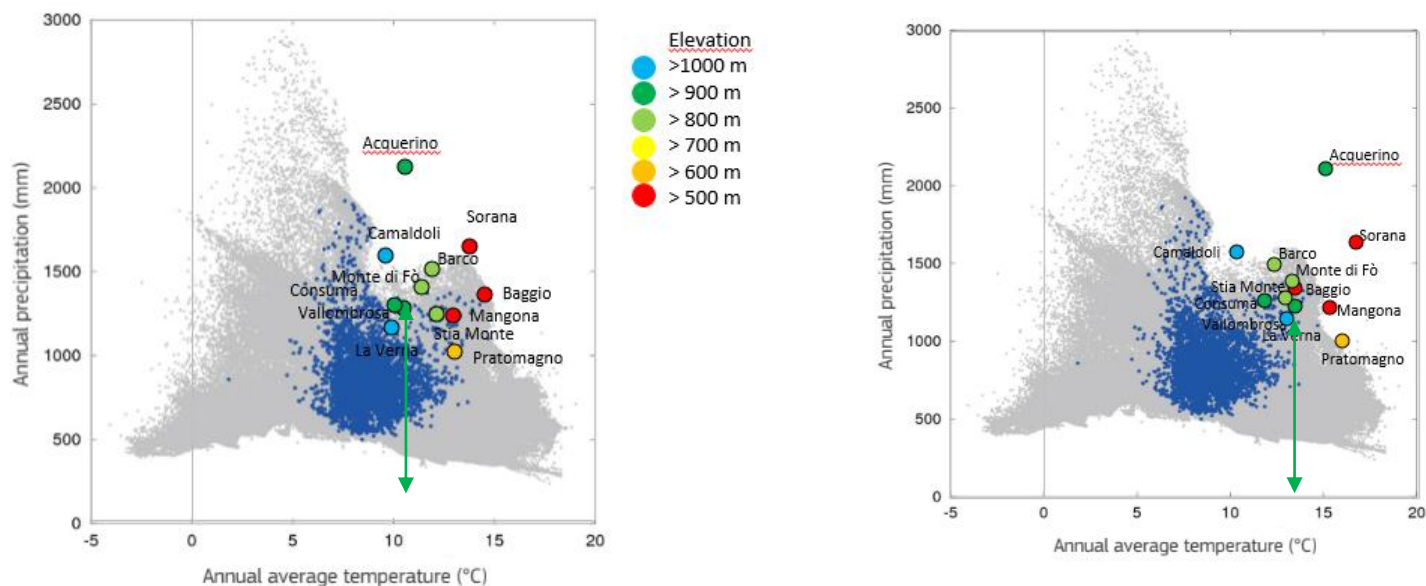 3000
2500
2000
1500
1000
500
0
-5
0
5
10
15
20
Annual precipitation (mm)
Annual average temperature (°C)
Acquerino
Sorana
Camaldoli
Barco
Monte di Fò
Consuma
Baggio
Vallombrosa
Mangona
Stia Monte
La Verna
Pratomagno
Elevation
>1000 m
> 900 m
> 800 m
> 700 m
> 600 m
> 500 m
3000
2500
2000
1500
1000
500
0
-5
0
5
10
15
20
Annual precipitation (mm)
Annual average temperature (°C)
Acquerino
Sorana
Camaldoli
Barco
Monte di Fò
Stia Monte
Baggio
Consuma
Mangona
Vallombrosa
La Verna
Pratomagno